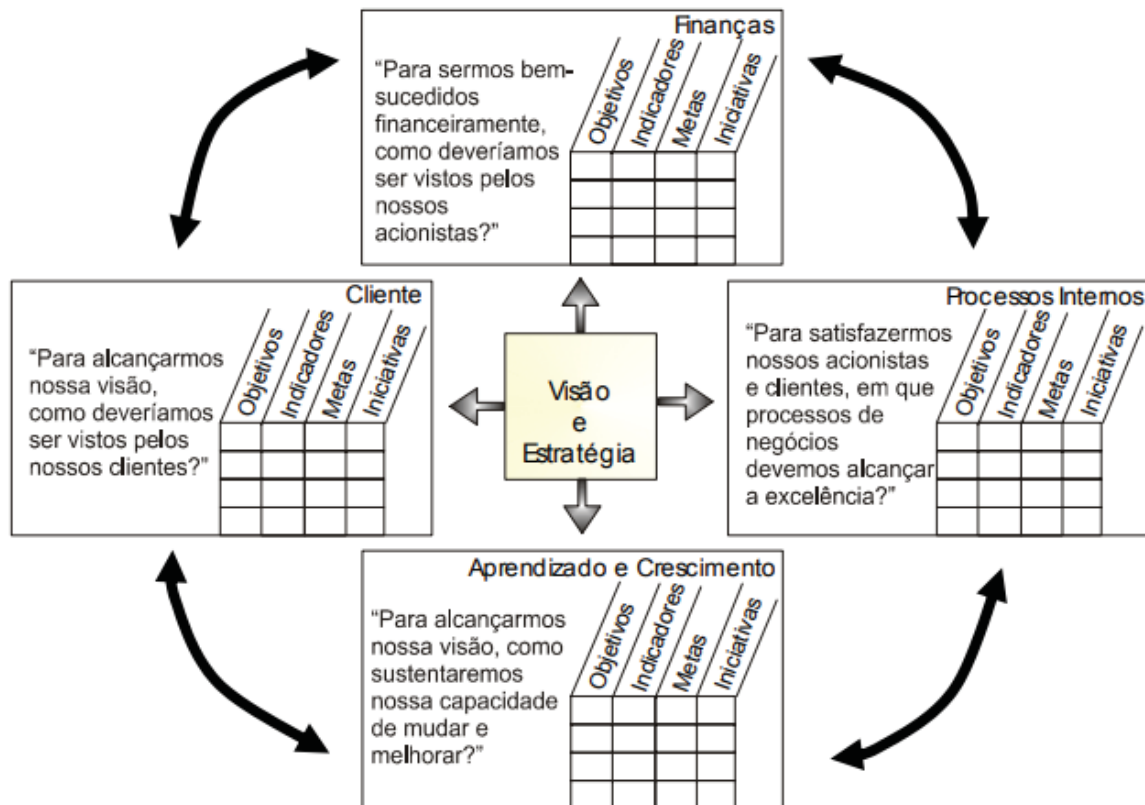 Finanças
“Para sermos bem-
sucedidos
financeiramente,
como deveríamos
ser vistos pelos
nossos
acionistas?”
Objetivos
Indicadores
Metas
Iniciativas
Cliente
“Para alcançarmos
nossa visão,
como deveríamos
ser vistos pelos
nossos clientes?”
Objetivos
Indicadores
Metas
Iniciativas
Visão
e
Estratégia
Processos Internos
“Para satisfazermos
nossos acionistas
e clientes, em que
processos de
negócios
devemos alcançar
a excelência?”
Objetivos
Indicadores
Metas
Iniciativas
Aprendizado e Crescimento
“Para alcançarmos
nossa visão, como
sustentaremos
nossa capacidade
de mudar e
melhorar?”
Objetivos
Indicadores
Metas
Iniciativas